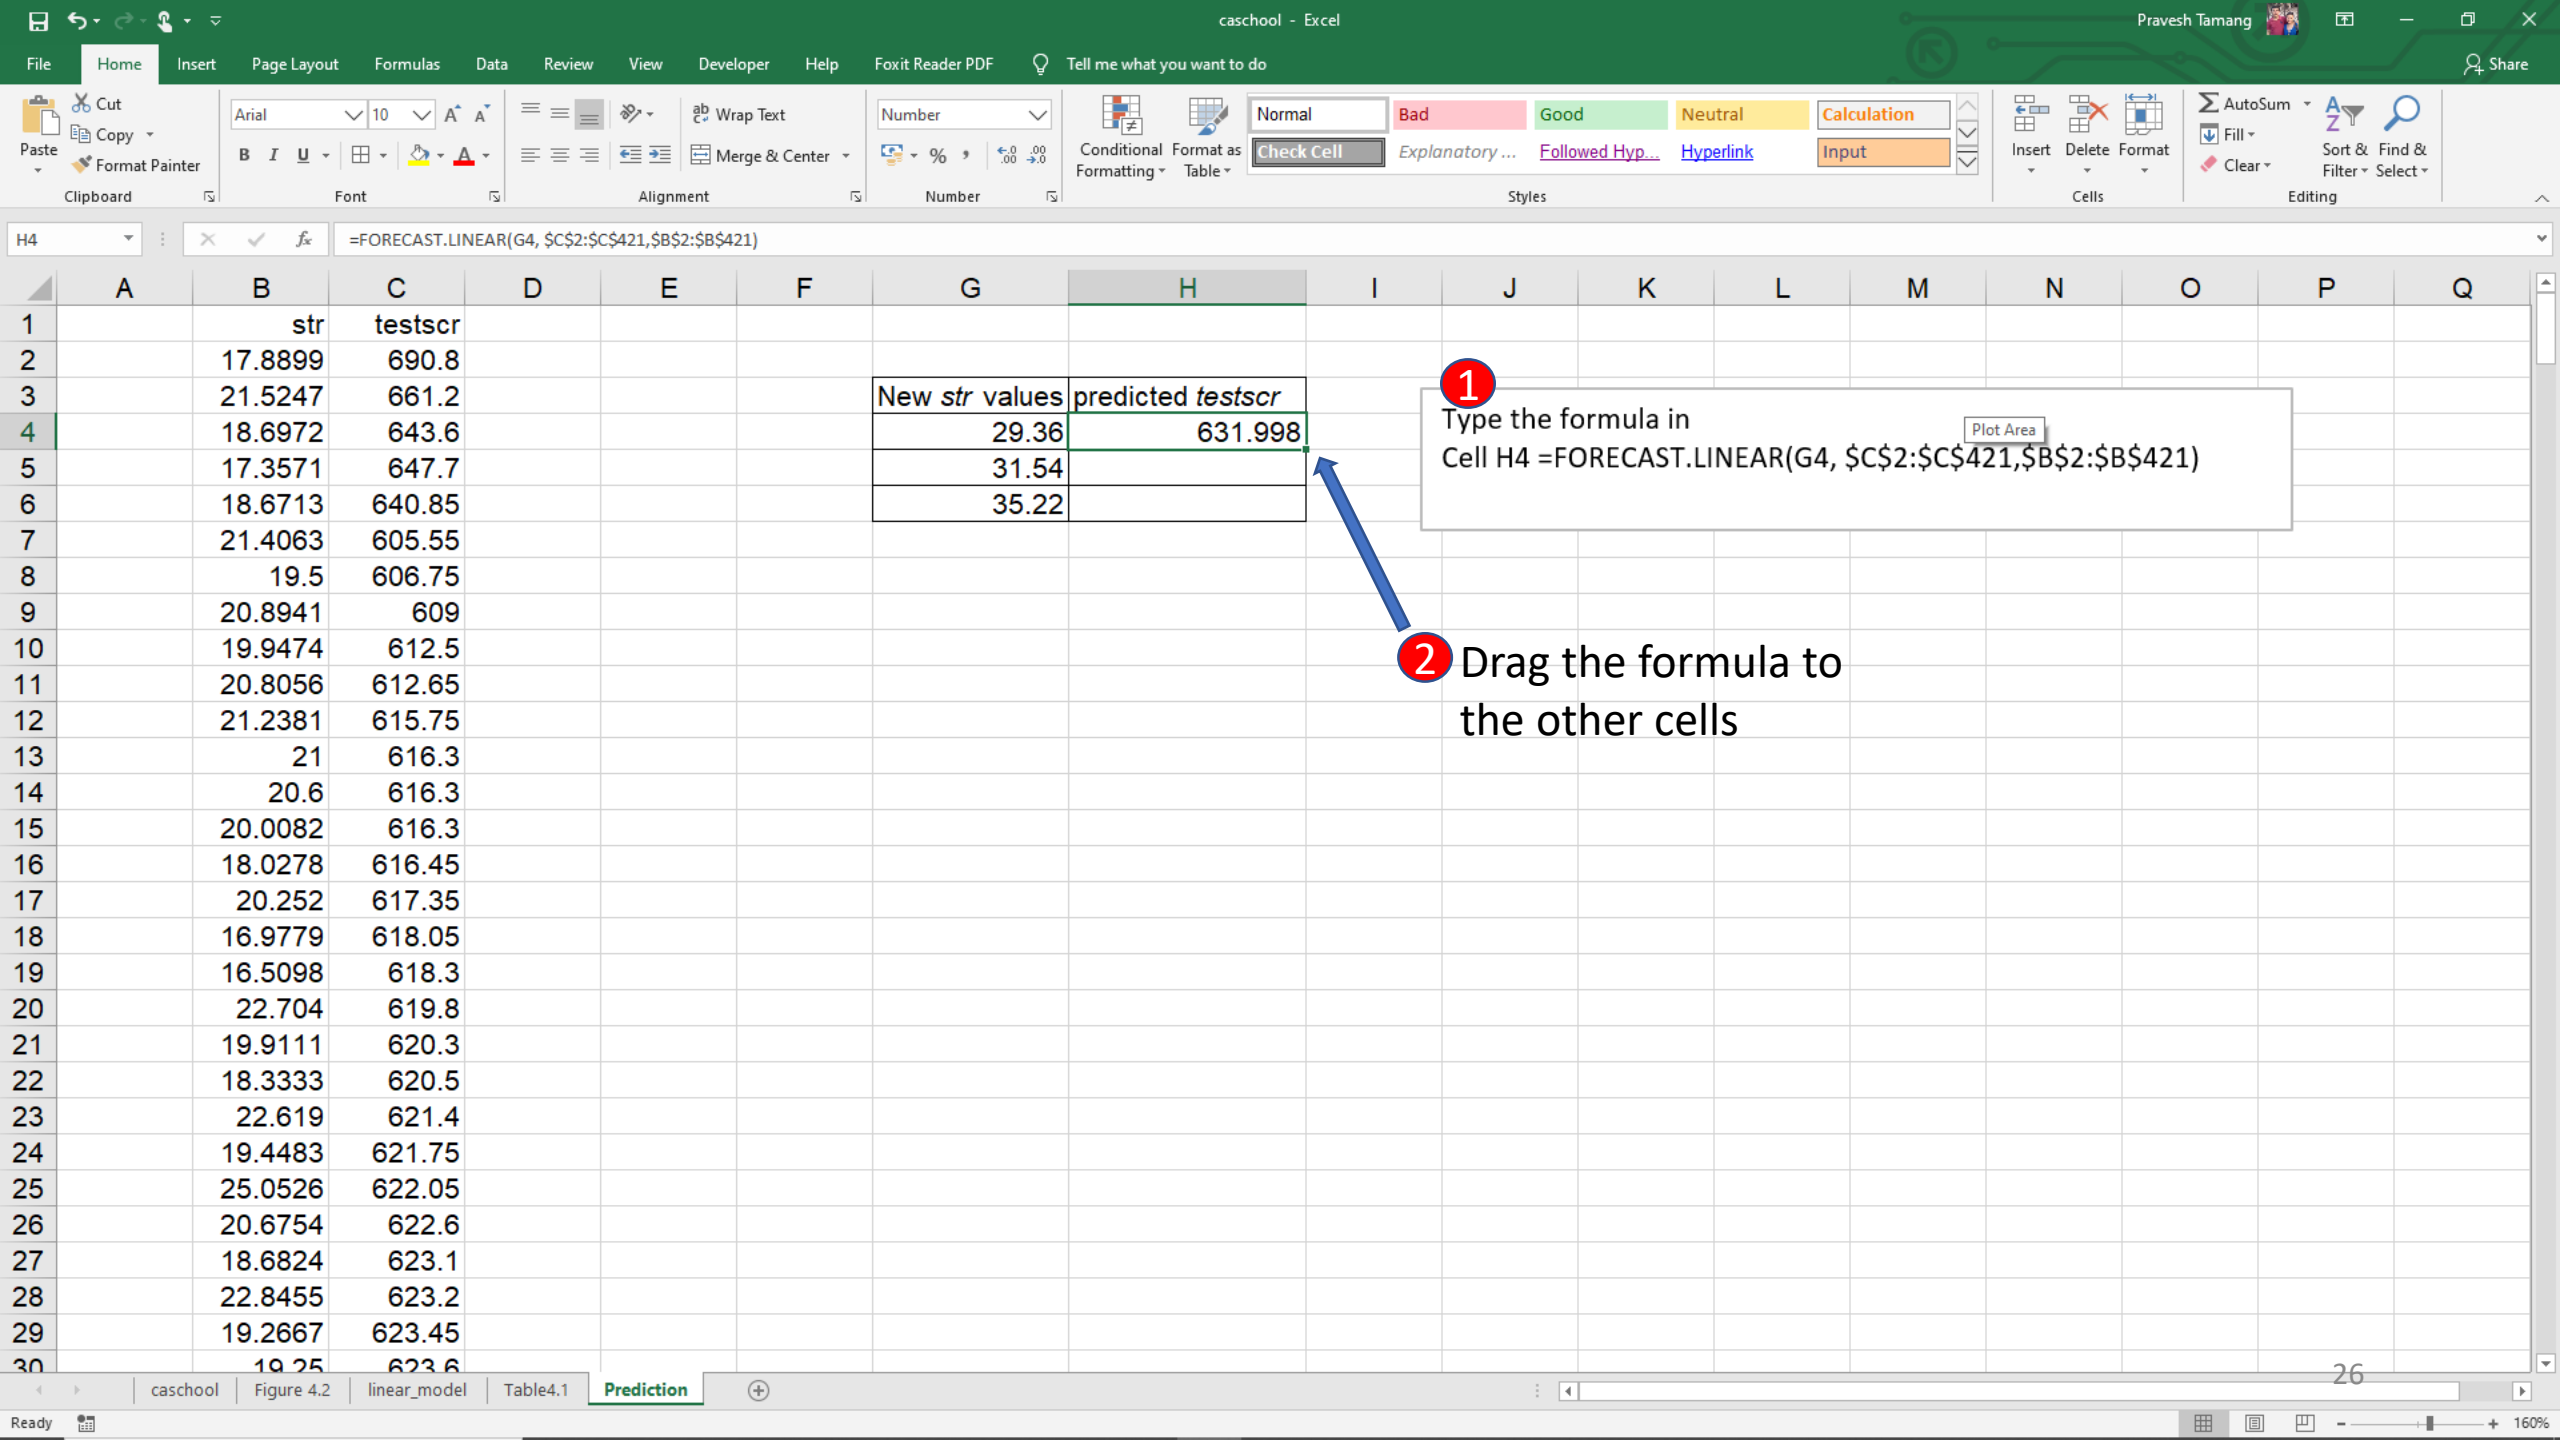 caschool - Excel
Pravesh Tamang
File Home Insert Page Layout Formulas Data Review View Developer Help Foxit Reader PDF Tell me what you want to do Share
Paste Cut Copy Format Painter Clipboard
Arial 10 A A B I U A Font
ab Wrap Text Merge & Center Alignment
Number % , .0 .00 .00 .0 Number
Conditional Formatting Format as Table
Normal Bad Good Neutral Calculation
Check Cell Explanatory ... Followed Hyp... Hyperlink Input
Styles
Insert Delete Format Cells
AutoSum Fill Clear Sort & Filter Find & Select Editing
H4 fx =FORECAST.LINEAR(G4, $C$2:$C$421,$B$2:$B$421)
A B C D E F G H I J K L M N O P Q
1 str testscr
2 17.8899 690.8
3 21.5247 661.2 New str values predicted testscr
4 18.6972 643.6 29.36 631.998
5 17.3571 647.7 31.54
6 18.6713 640.85 35.22
7 21.4063 605.55
8 19.5 606.75
9 20.8941 609
10 19.9474 612.5
11 20.8056 612.65
12 21.2381 615.75
13 21 616.3
14 20.6 616.3
15 20.0082 616.3
16 18.0278 616.45
17 20.252 617.35
18 16.9779 618.05
19 16.5098 618.3
20 22.704 619.8
21 19.9111 620.3
22 18.3333 620.5
23 22.619 621.4
24 19.4483 621.75
25 25.0526 622.05
26 20.6754 622.6
27 18.6824 623.1
28 22.8455 623.2
29 19.2667 623.45
30 19.25 623.6
1
Type the formula in
Plot Area
Cell H4 =FORECAST.LINEAR(G4, $C$2:$C$421,$B$2:$B$421)
2 Drag the formula to
the other cells
26
caschool Figure 4.2 linear_model Table4.1 Prediction
Ready 160%